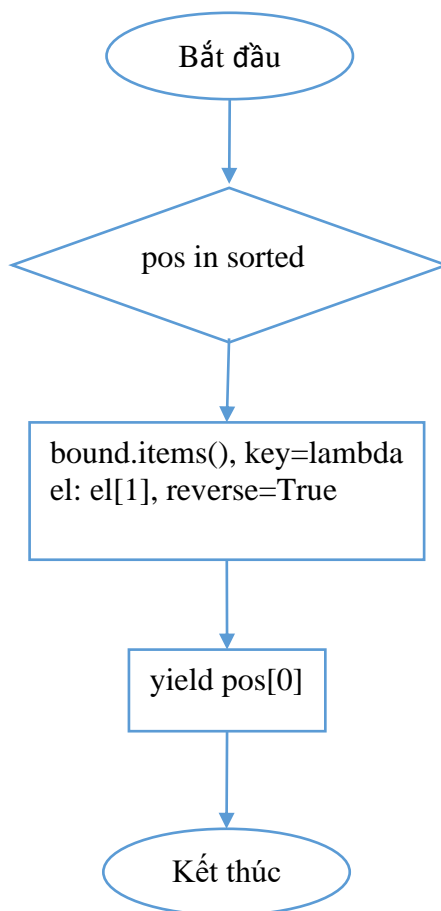 Bắt đầu
pos in sorted
bound.items(), key=lambda
el: el[1], reverse=True
yield pos[0]
Kết thúc